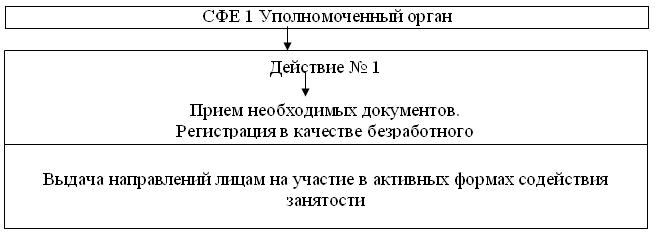 СФЕ 1 Уполномоченный орган
Действие № 1
Прием необходимых документов.
Регистрация в качестве безработного
Выдача направлений лицам на участие в активных формах содействия
занятости